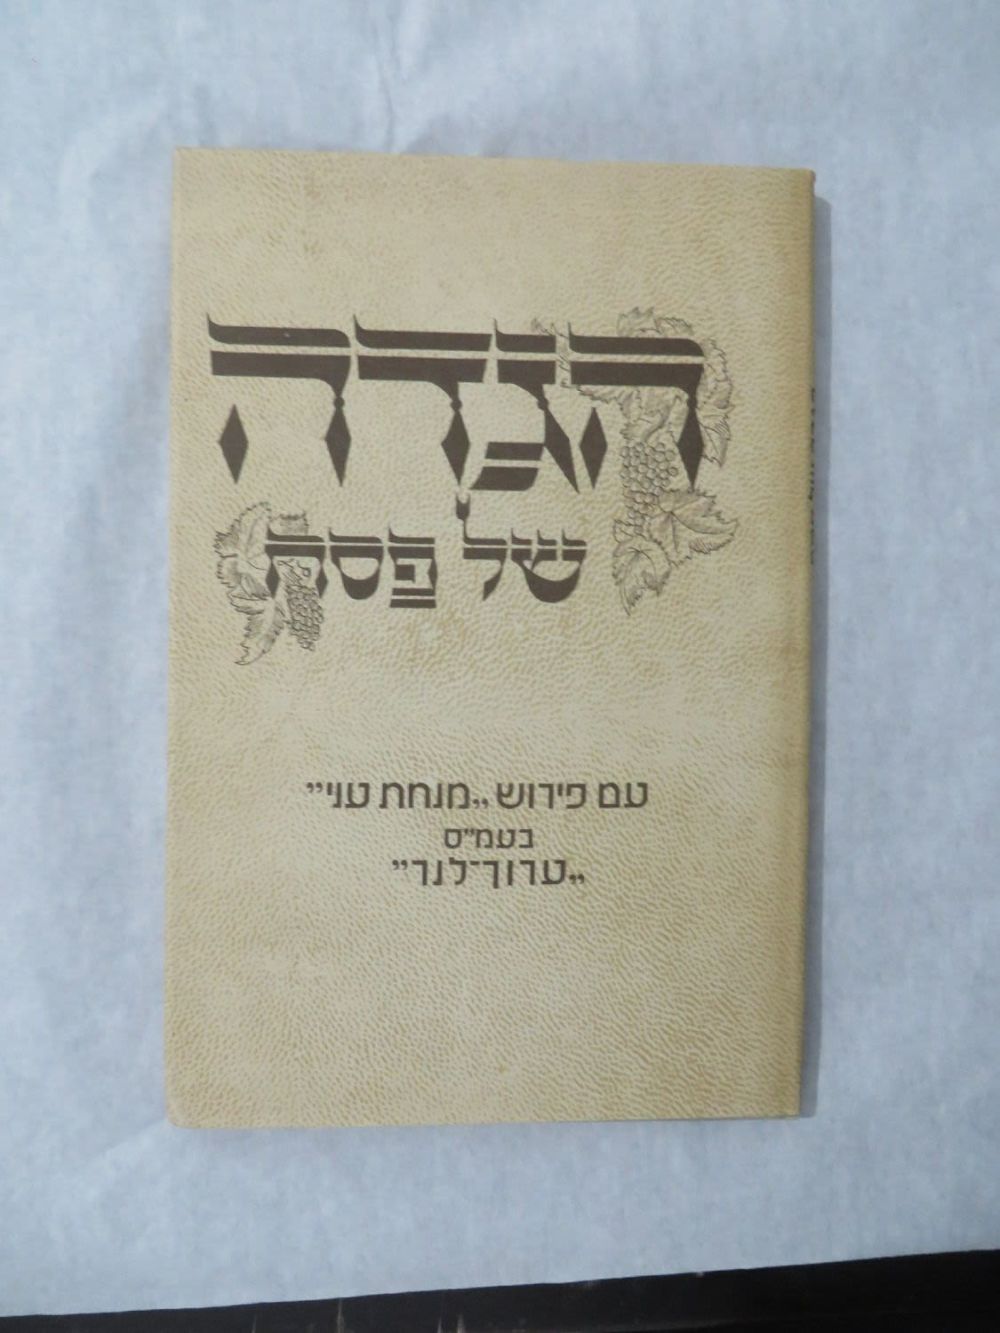 הגדה
של פסח
עם פירוש „מנחת עני”
בעמ״ס
„ערוך־לנר”